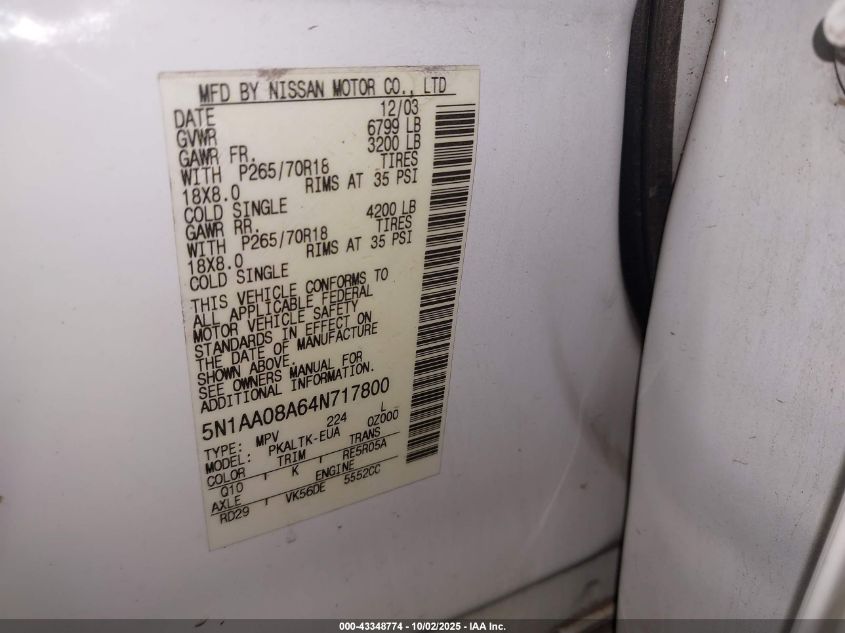 MFD BY NISSAN MOTOR CO., LTD
DATE 12/03
GVWR 6799 LB
GAWR FR. 3200 LB
WITH P265/70R18 TIRES
18X8.0 RIMS AT 35 PSI
COLD SINGLE
GAWR RR. 4200 LB
WITH P265/70R18 TIRES
18X8.0 RIMS AT 35 PSI
COLD SINGLE
THIS VEHICLE CONFORMS TO
ALL APPLICABLE FEDERAL
MOTOR VEHICLE SAFETY
STANDARDS IN EFFECT ON
THE DATE OF MANUFACTURE
SHOWN ABOVE.
SEE OWNERS MANUAL FOR
ADDITIONAL INFORMATION.
5N1AA08A64N717800
TYPE: MPV 224 L
MODEL: PKALTK-EUA 0Z000
COLOR TRIM TRANS
Q10 K RE5R05A
AXLE ENGINE
RD29 VK56DE 5552CC
000-43348774 - 10/02/2025 - IAA Inc.